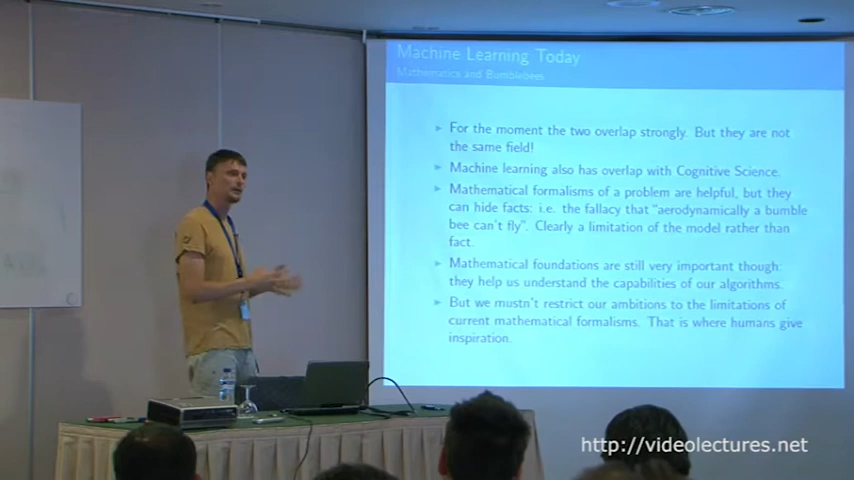 Machine Learning Today
Mathematics and Bumblebees
For the moment the two overlap strongly. But they are not
the same field!
Machine learning also has overlap with Cognitive Science.
Mathematical formalisms of a problem are helpful, but they
can hide facts: i.e. the fallacy that "aerodynamically a bumble
bee can't fly". Clearly a limitation of the model rather than
fact.
Mathematical foundations are still very important though:
they help us understand the capabilities of our algorithms.
But we mustn't restrict our ambitions to the limitations of
current mathematical formalisms. That is where humans give
inspiration.
http://videolectures.net